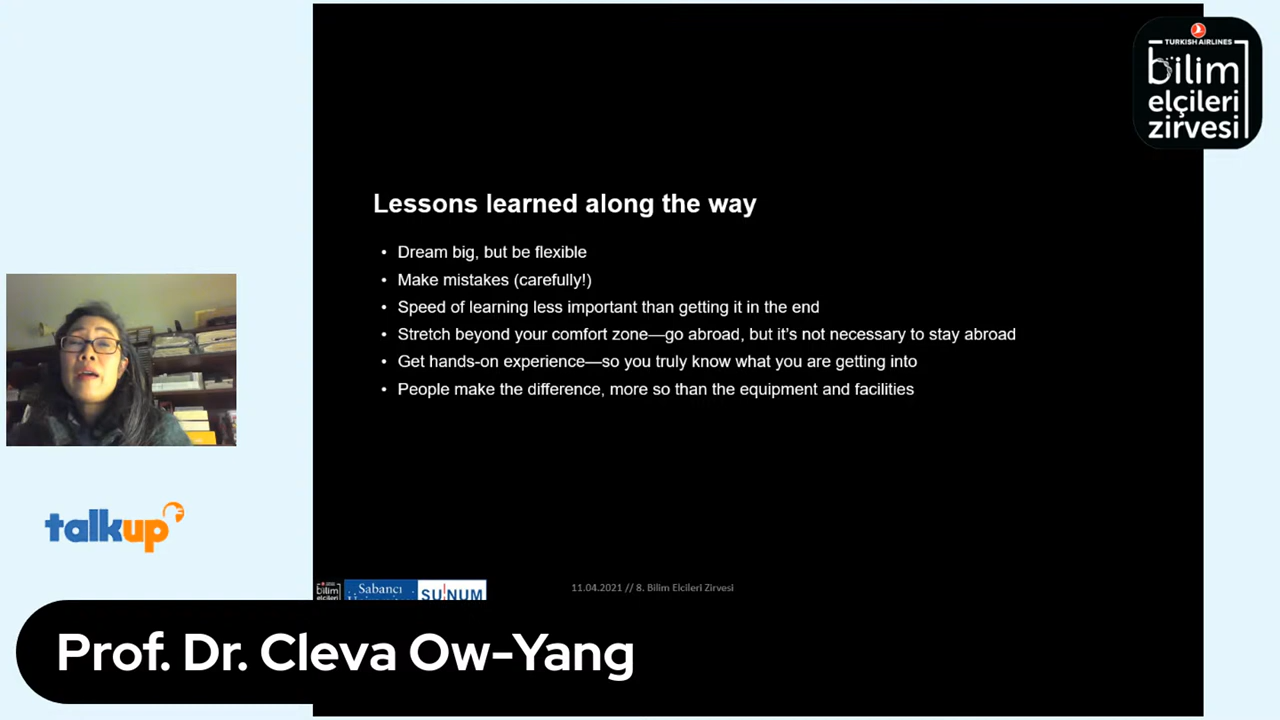 TURKISH AIRLINES
bilim
elçileri
zirvesi
Lessons learned along the way
• Dream big, but be flexible
• Make mistakes (carefully!)
• Speed of learning less important than getting it in the end
• Stretch beyond your comfort zone—go abroad, but it's not necessary to stay abroad
• Get hands-on experience—so you truly know what you are getting into
• People make the difference, more so than the equipment and facilities
talkup
bilim
Sabancı
SUNUM
11.04.2021 // 8. Bilim Elcileri Zirvesi
Prof. Dr. Cleva Ow-Yang